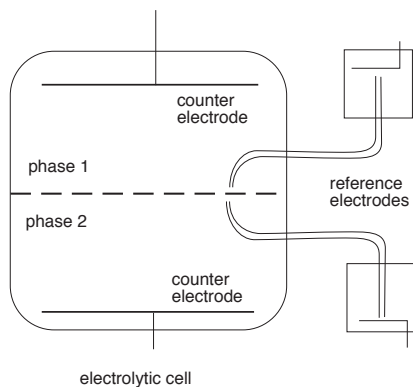 counter
electrode
phase 1
reference
electrodes
phase 2
counter
electrode
electrolytic cell